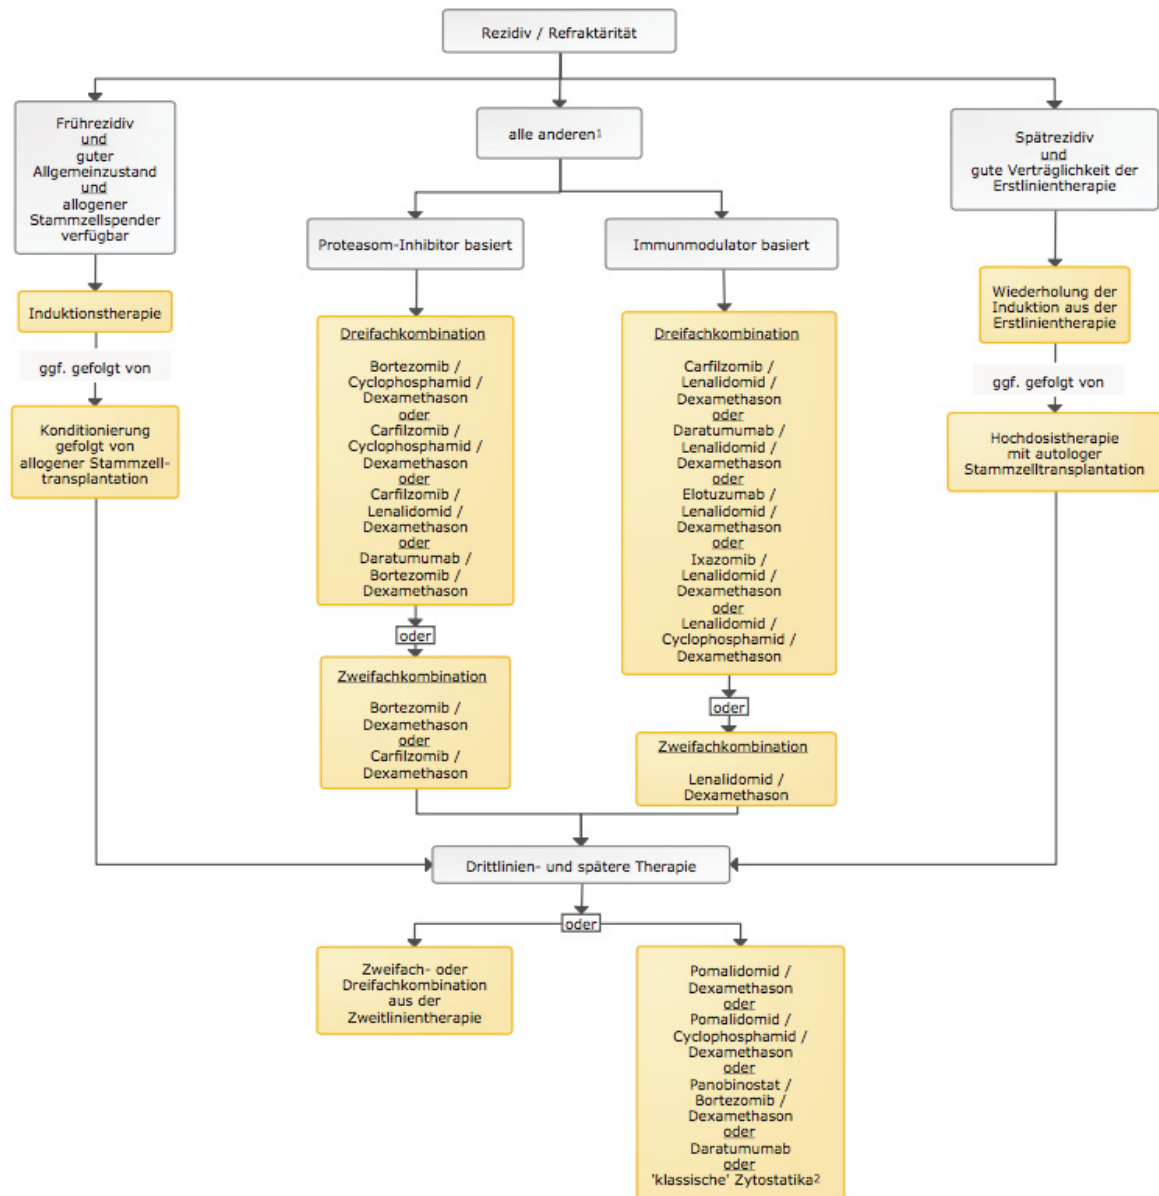 Rezidiv / Refraktärität
Frührezidiv
und
guter
Allgemeinzustand
und
allogener
Stammzellspender
verfügbar
alle anderen1
Spätrezidiv
und
gute Verträglichkeit der
Erstlinientherapie
Proteasom-Inhibitor basiert
Immunmodulator basiert
Induktionstherapie
ggf. gefolgt von
Konditionierung
gefolgt von
allogener Stammzell-
transplantation
Dreifachkombination
Bortezomib /
Cyclophosphamid /
Dexamethason
oder
Carfilzomib /
Cyclophosphamid /
Dexamethason
oder
Carfilzomib /
Lenalidomid /
Dexamethason
oder
Daratumumab /
Bortezomib /
Dexamethason
oder
Zweifachkombination
Bortezomib /
Dexamethason
oder
Carfilzomib /
Dexamethason
Dreifachkombination
Carfilzomib /
Lenalidomid /
Dexamethason
oder
Daratumumab /
Lenalidomid /
Dexamethason
oder
Elotuzumab /
Lenalidomid /
Dexamethason
oder
Ixazomib /
Lenalidomid /
Dexamethason
oder
Lenalidomid /
Cyclophosphamid /
Dexamethason
oder
Zweifachkombination
Lenalidomid /
Dexamethason
Wiederholung der
Induktion aus der
Erstlinientherapie
ggf. gefolgt von
Hochdosistherapie
mit autologer
Stammzelltransplantation
Drittlinien- und spätere Therapie
oder
Zweifach- oder
Dreifachkombination
aus der
Zweitlinientherapie
Pomalidomid /
Dexamethason
oder
Pomalidomid /
Cyclophosphamid /
Dexamethason
oder
Panobinostat /
Bortezomib /
Dexamethason
oder
Daratumumab
oder
'klassische' Zytostatika2